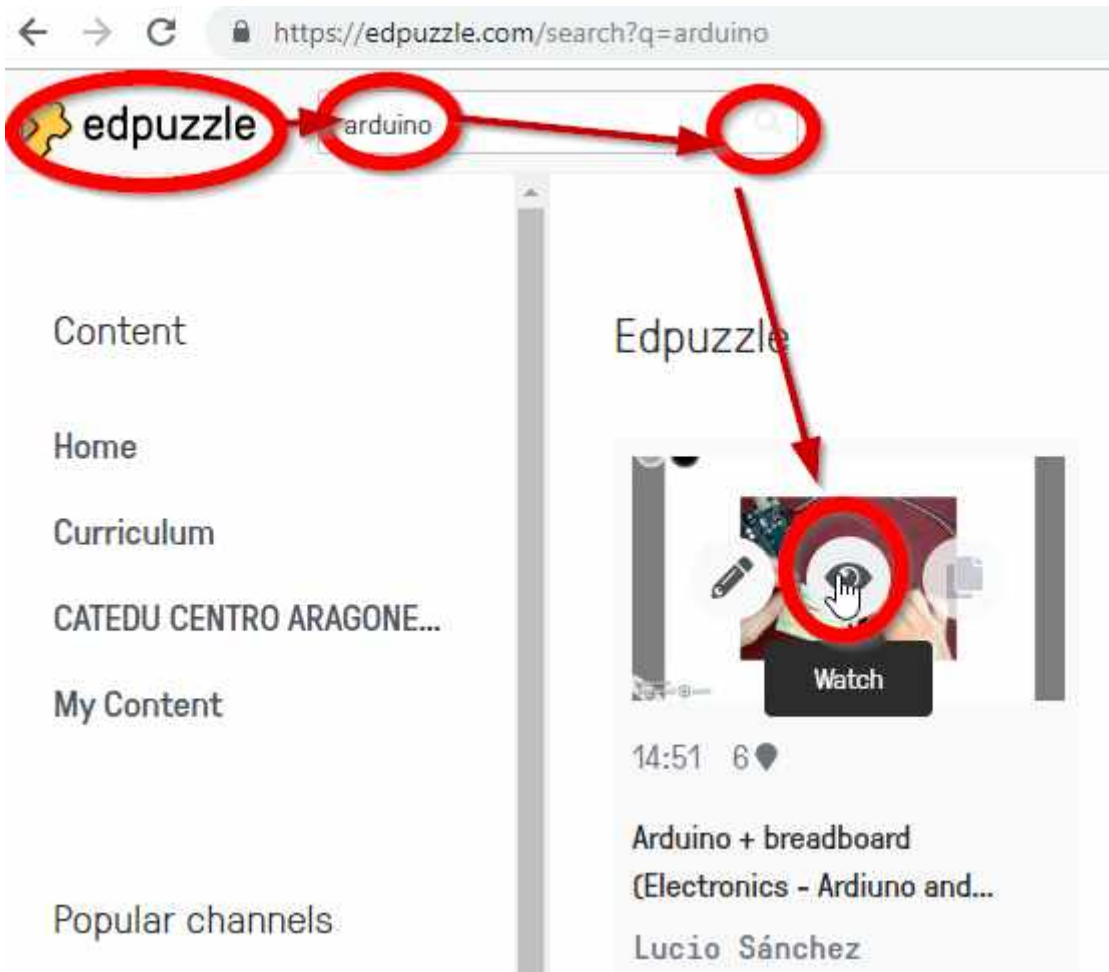 https://edpuzzle.com/search?q=arduino
edpuzzle
arduino
Content
Home
Curriculum
CATEDU CENTRO ARAGONE...
My Content
Popular channels
Edpuzzle
Watch
14:51 6
Arduino + breadboard
(Electronics - Ardiuno and...
Lucio Sánchez